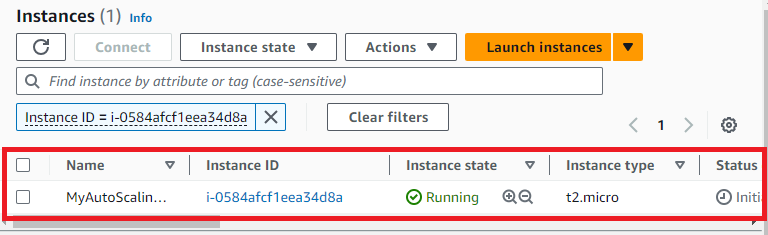 Instances (1) Info
Connect Instance state Actions Launch instances
Find instance by attribute or tag (case-sensitive)
Instance ID = i-0584afcf1eea34d8a Clear filters
1
Name Instance ID Instance state Instance type Status
MyAutoScalin... i-0584afcf1eea34d8a Running t2.micro Initia